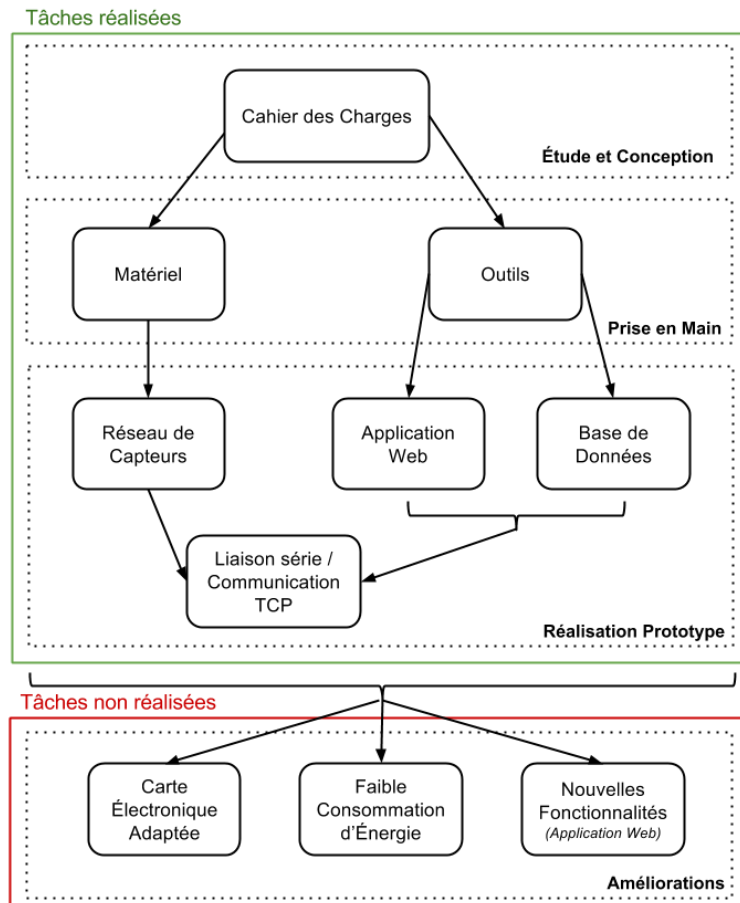 Tâches réalisées
Cahier des Charges
Étude et Conception
Matériel
Outils
Prise en Main
Réseau de
Capteurs
Application
Web
Base de
Données
Liaison série /
Communication
TCP
Réalisation Prototype
Tâches non réalisées
Carte
Électronique
Adaptée
Faible
Consommation
d'Énergie
Nouvelles
Fonctionnalités
(Application Web)
Améliorations